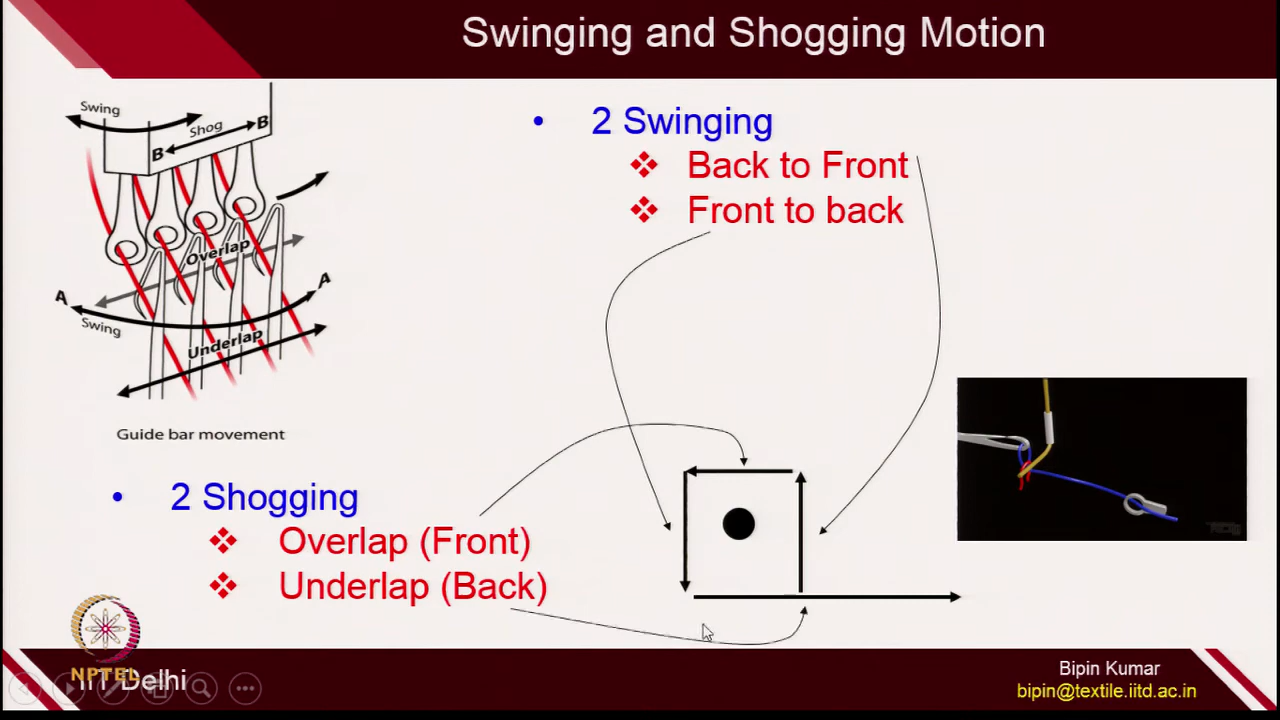 Swinging and Shogging Motion
Swing
Shog
B
B
Overlap
A
A
Swing
Underlap
Guide bar movement
• 2 Swinging
❖ Back to Front
❖ Front to back
• 2 Shogging
❖ Overlap (Front)
❖ Underlap (Back)
NPTEL
IIT Delhi
Bipin Kumar
bipin@textile.iitd.ac.in